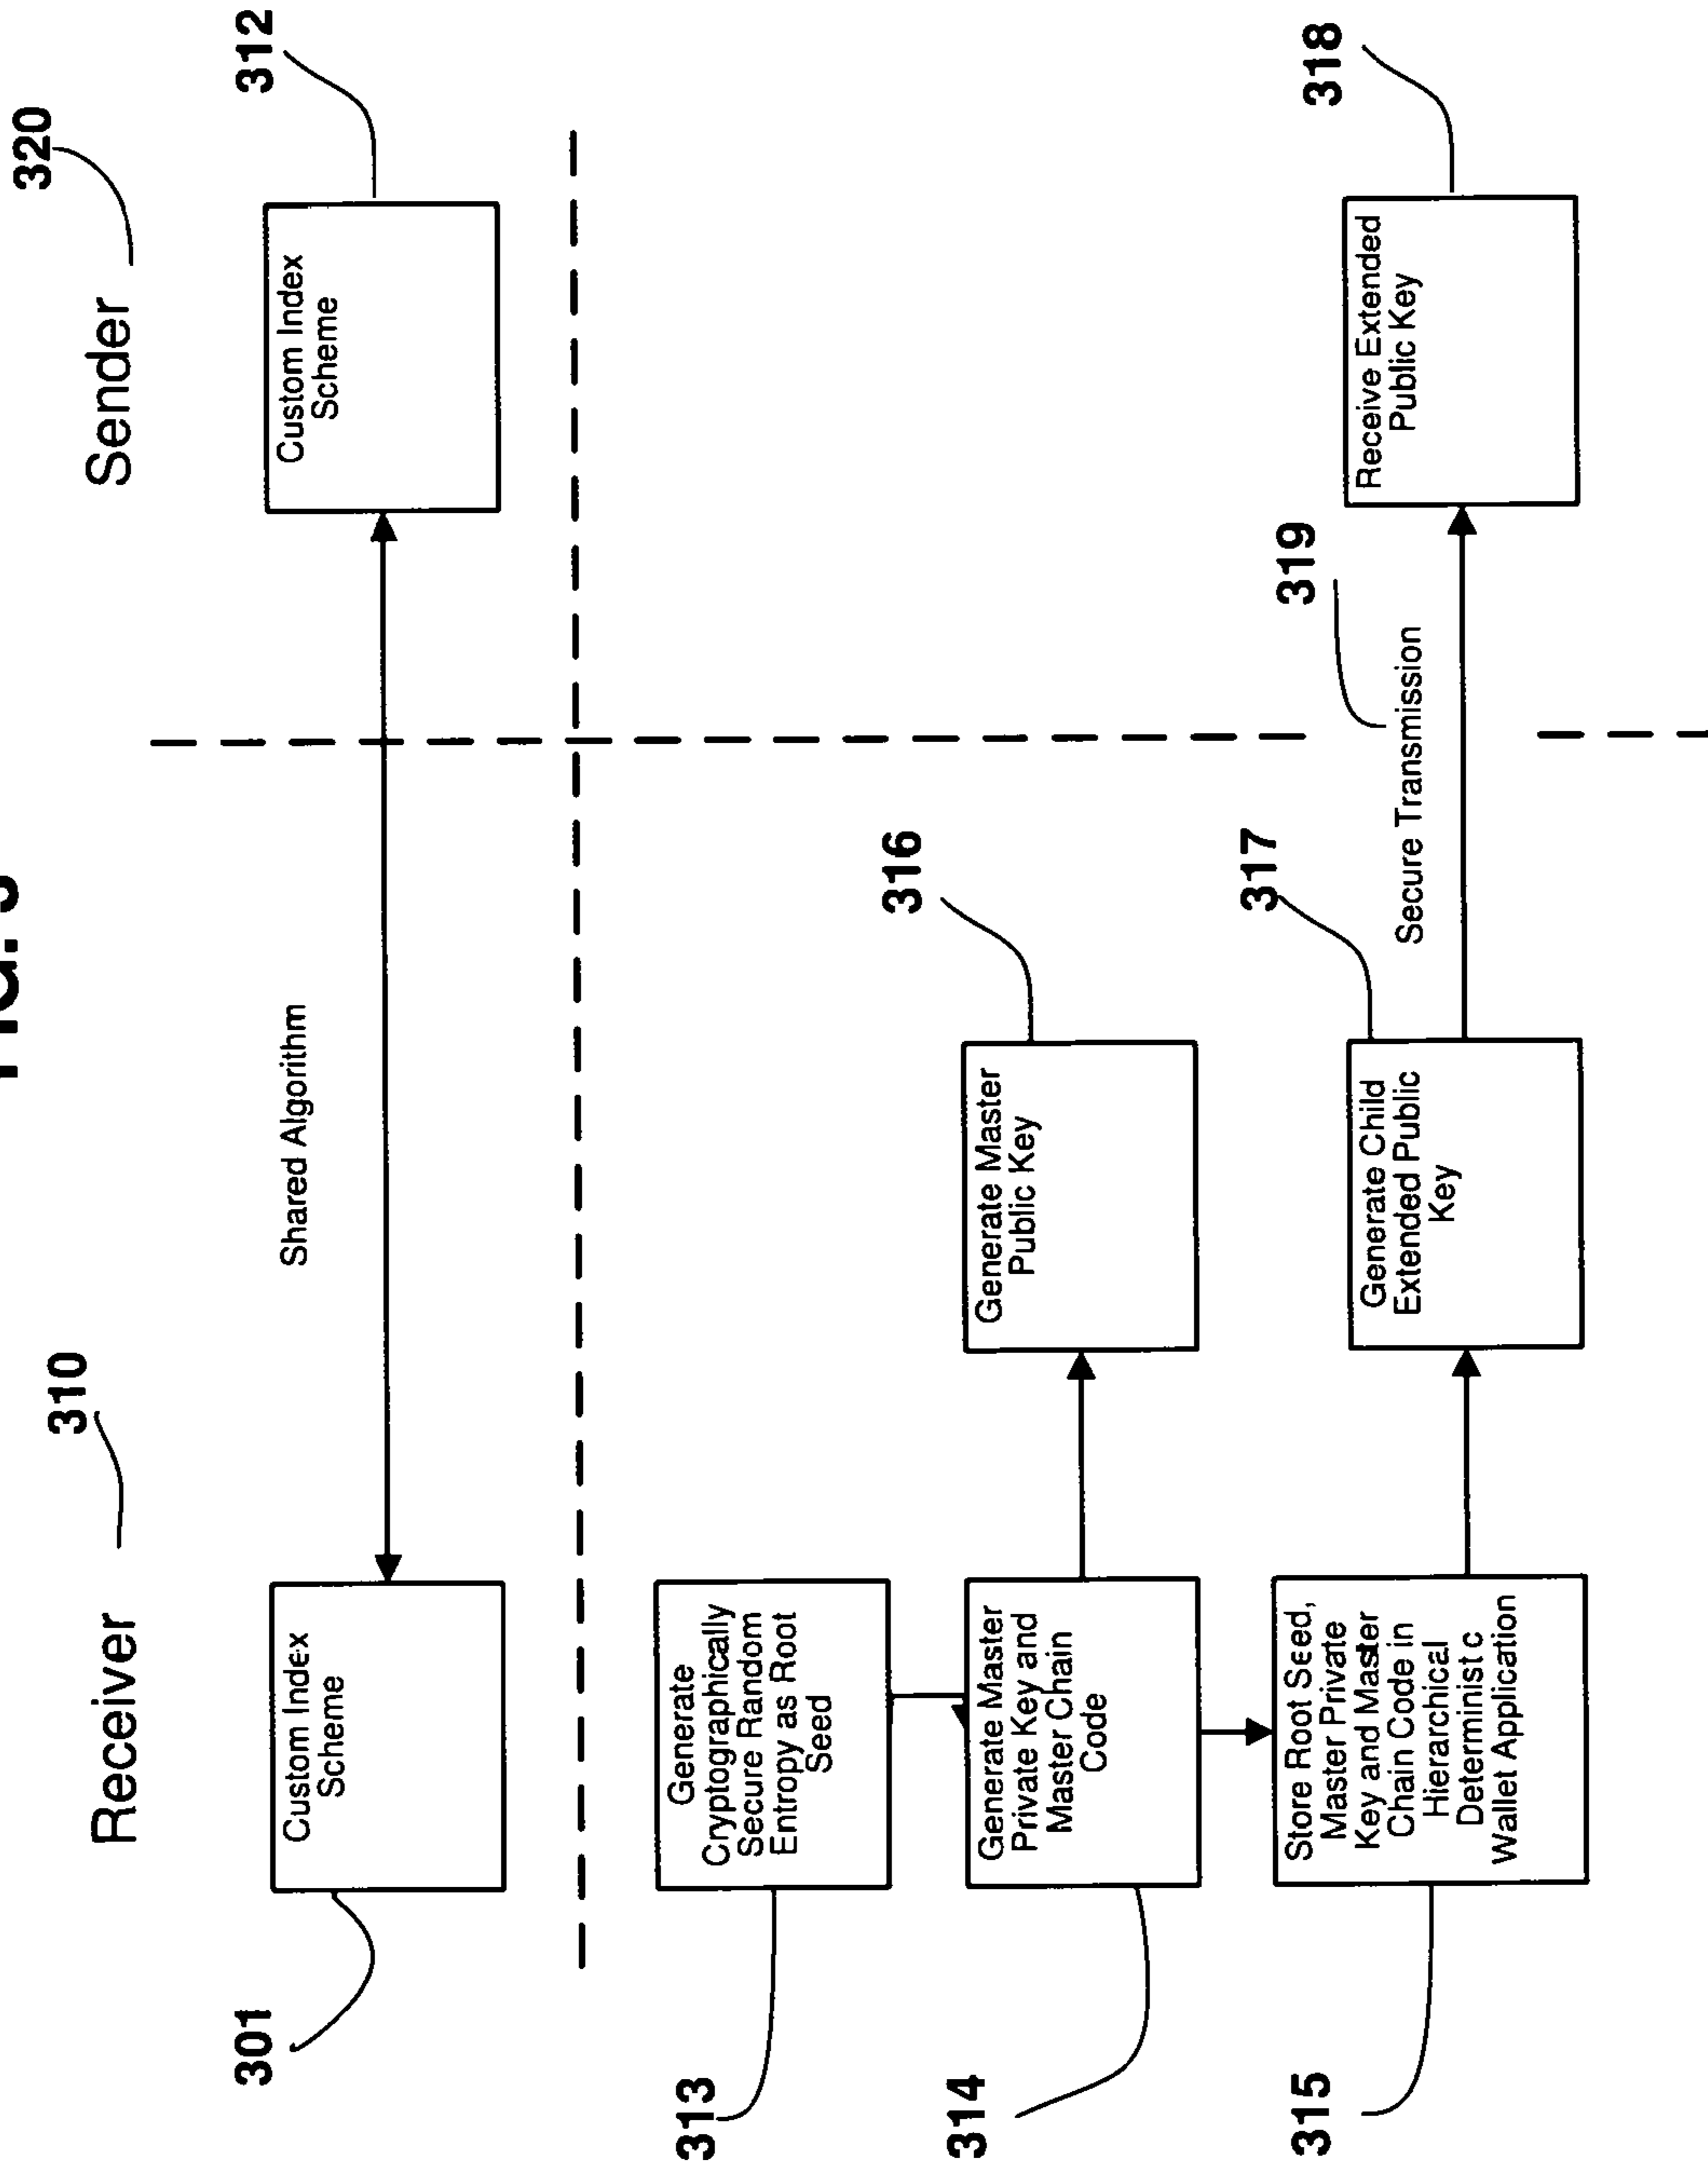 FIG.
310
320
Receiver
Sender
301
Custom Index
Scheme
Shared Algorithm
Custom Index
Scheme
312
313
Generate
Cryptographically
Secure Random
Entropy as Root
Seed
314
Generate Master
Private Key and
Master Chain
Code
316
Generate Master
Public Key
315
Store Root Seed,
Master Private
Key and Master
Chain Code in
Hierarchical
Determinist c
Wallet Application
317
Generate Child
Extended Public
Key
319
Secure Transmission
318
Receive Extended
Public Key